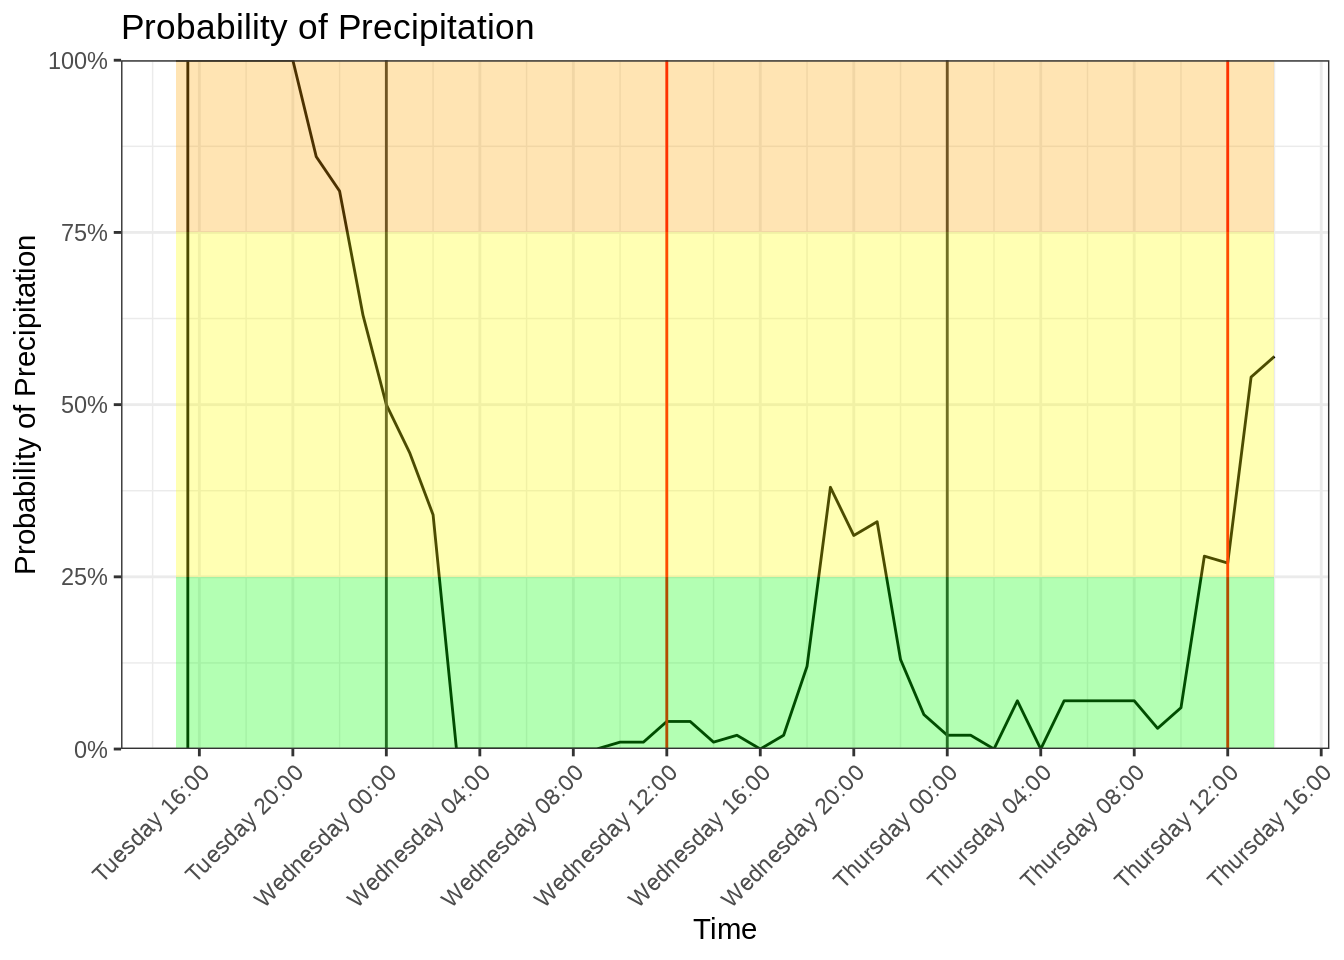 Probability of Precipitation
Probability of Precipitation
100%
75%
50%
25%
0%
Tuesday 16:00
Tuesday 20:00
Wednesday 00:00
Wednesday 04:00
Wednesday 08:00
Wednesday 12:00
Wednesday 16:00
Wednesday 20:00
Thursday 00:00
Thursday 04:00
Thursday 08:00
Thursday 12:00
Thursday 16:00
Time